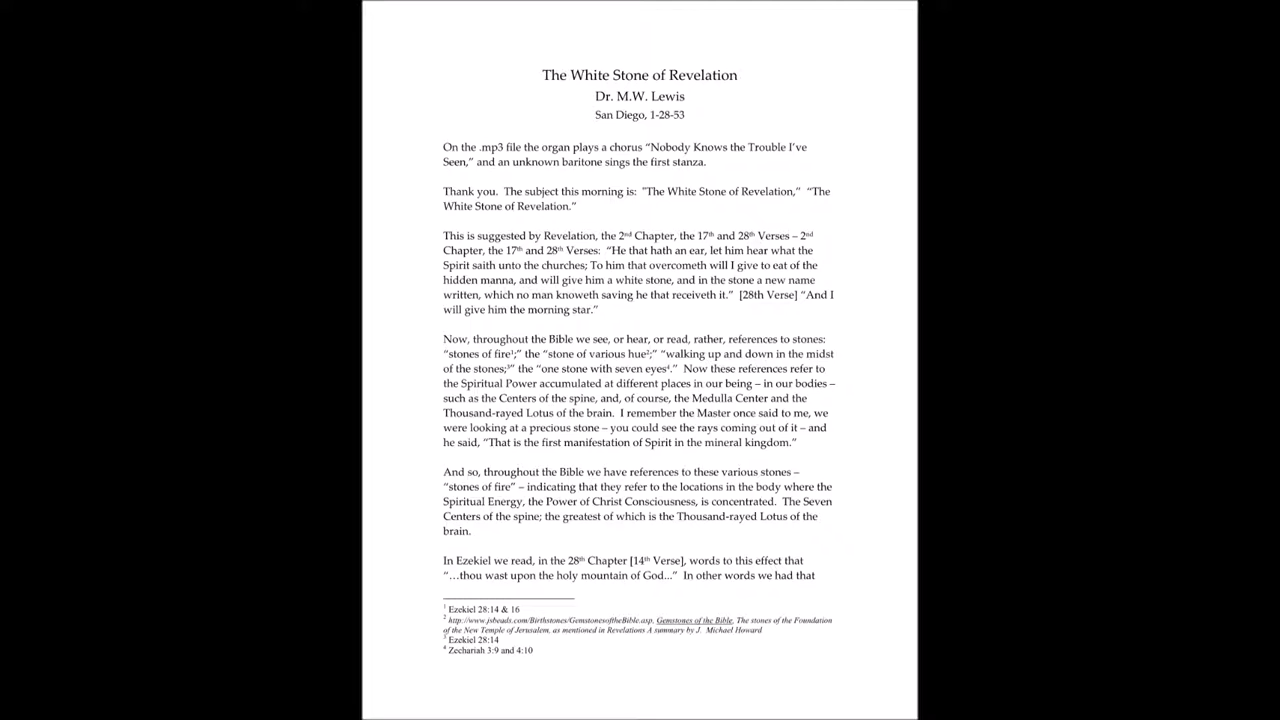 The White Stone of Revelation
Dr. M.W. Lewis
San Diego, 1-28-53
On the .mp3 file the organ plays a chorus “Nobody Knows the Trouble I’ve
Seen,” and an unknown baritone sings the first stanza.
Thank you.  The subject this morning is:  "The White Stone of Revelation,”  “The
White Stone of Revelation.”
This is suggested by Revelation, the 2nd Chapter, the 17th and 28th Verses – 2nd
Chapter, the 17th and 28th Verses:  “He that hath an ear, let him hear what the
Spirit saith unto the churches; To him that overcometh will I give to eat of the
hidden manna, and will give him a white stone, and in the stone a new name
written, which no man knoweth saving he that receiveth it.”  [28th Verse] “And I
will give him the morning star.”
Now, throughout the Bible we see, or hear, or read, rather, references to stones:
“stones of fire1;” the “stone of various hue2;” “walking up and down in the midst
of the stones;3” the “one stone with seven eyes4.”  Now these references refer to
the Spiritual Power accumulated at different places in our being – in our bodies –
such as the Centers of the spine, and, of course, the Medulla Center and the
Thousand-rayed Lotus of the brain.  I remember the Master once said to me, we
were looking at a precious stone – you could see the rays coming out of it – and
he said, “That is the first manifestation of Spirit in the mineral kingdom.”
And so, throughout the Bible we have references to these various stones –
“stones of fire” – indicating that they refer to the locations in the body where the
Spiritual Energy, the Power of Christ Consciousness, is concentrated.  The Seven
Centers of the spine; the greatest of which is the Thousand-rayed Lotus of the
brain.
In Ezekiel we read, in the 28th Chapter [14th Verse], words to this effect that
“…thou wast upon the holy mountain of God...”  In other words we had that
1 Ezekiel 28:14 & 16
2 http://www.jsbeads.com/Birthstones/GemstonesoftheBible.asp, Gemstones of the Bible, The stones of the Foundation
of the New Temple of Jerusalem, as mentioned in Revelations A summary by J.  Michael Howard
3 Ezekiel 28:14
4 Zechariah 3:9 and 4:10